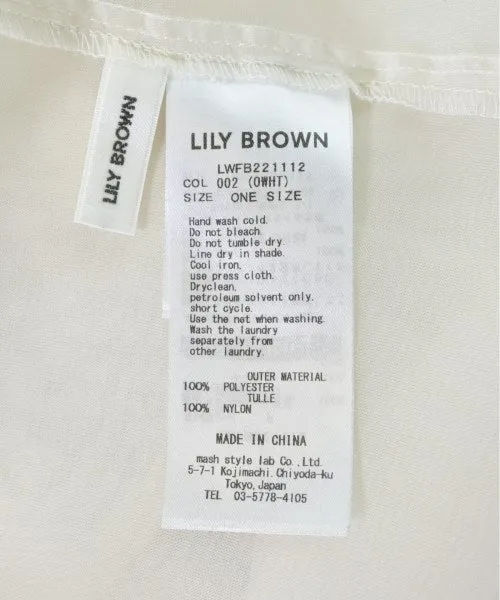 LILY BROWN
LILY BROWN
LWFB221112
COL 002 (OWHT)
SIZE ONE SIZE
Hand wash cold.
Do not bleach.
Do not tumble dry.
Line dry in shade.
Cool iron.
use press cloth.
Dryclean.
petroleum solvent only.
short cycle.
Use the net when washing.
Wash the laundry
separately from
other laundry.
OUTER MATERIAL
100% POLYESTER
TULLE
100% NYLON
MADE IN CHINA
mash style lab Co.,Ltd.
5-7-1 Kojimachi.Chiyoda-ku
Tokyo,Japan
TEL 03-5778-4105